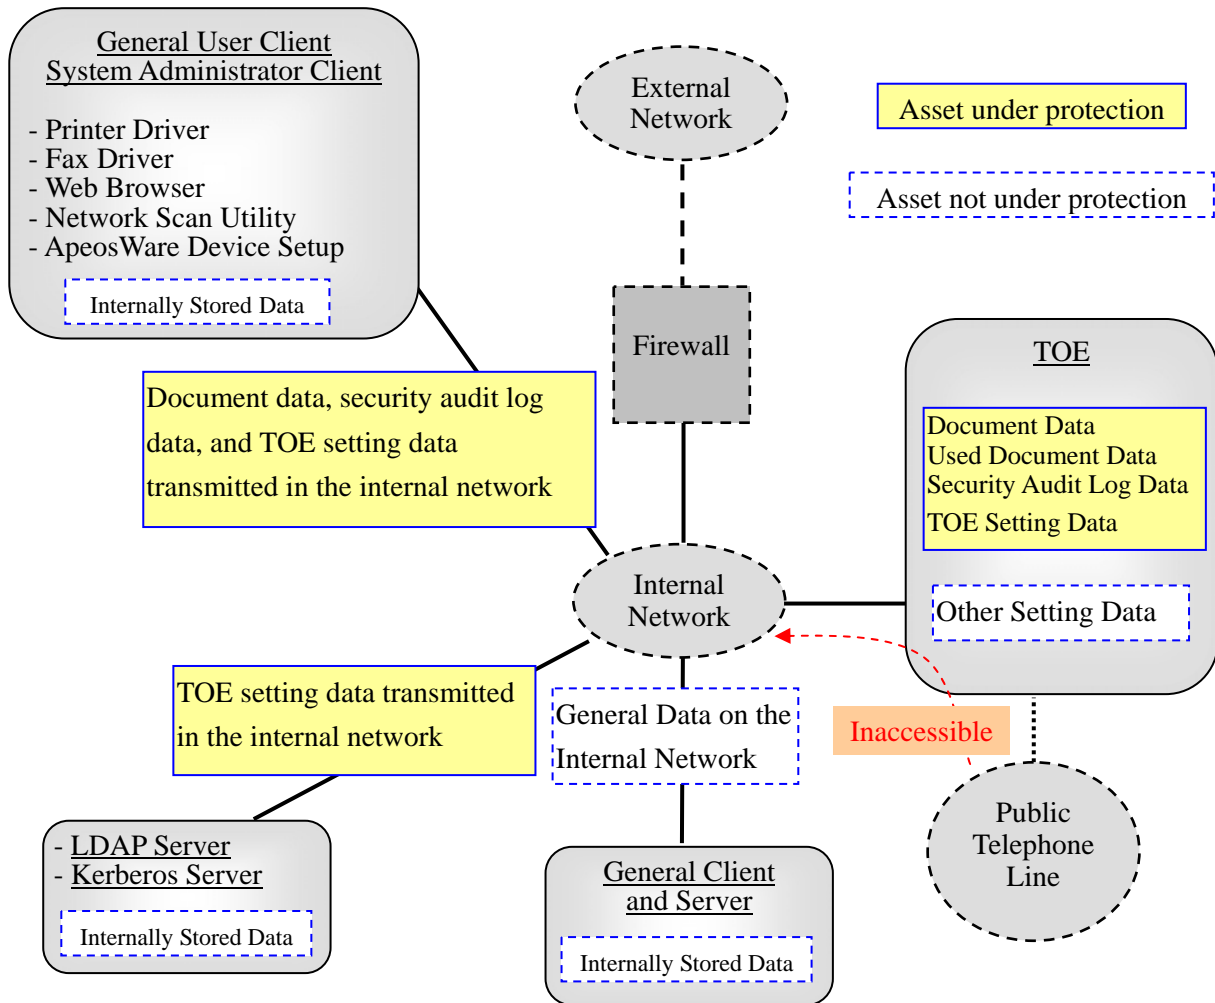 General User Client
System Administrator Client
- Printer Driver
- Fax Driver
- Web Browser
- Network Scan Utility
- ApeosWare Device Setup
Internally Stored Data
External
Network
Asset under protection
Asset not under protection
Firewall
TOE
Document Data
Used Document Data
Security Audit Log Data
TOE Setting Data
Other Setting Data
Document data, security audit log
data, and TOE setting data
transmitted in the internal network
Internal
Network
TOE setting data transmitted
in the internal network
General Data on the
Internal Network
Inaccessible
Public
Telephone
Line
- LDAP Server
- Kerberos Server
Internally Stored Data
General Client
and Server
Internally Stored Data